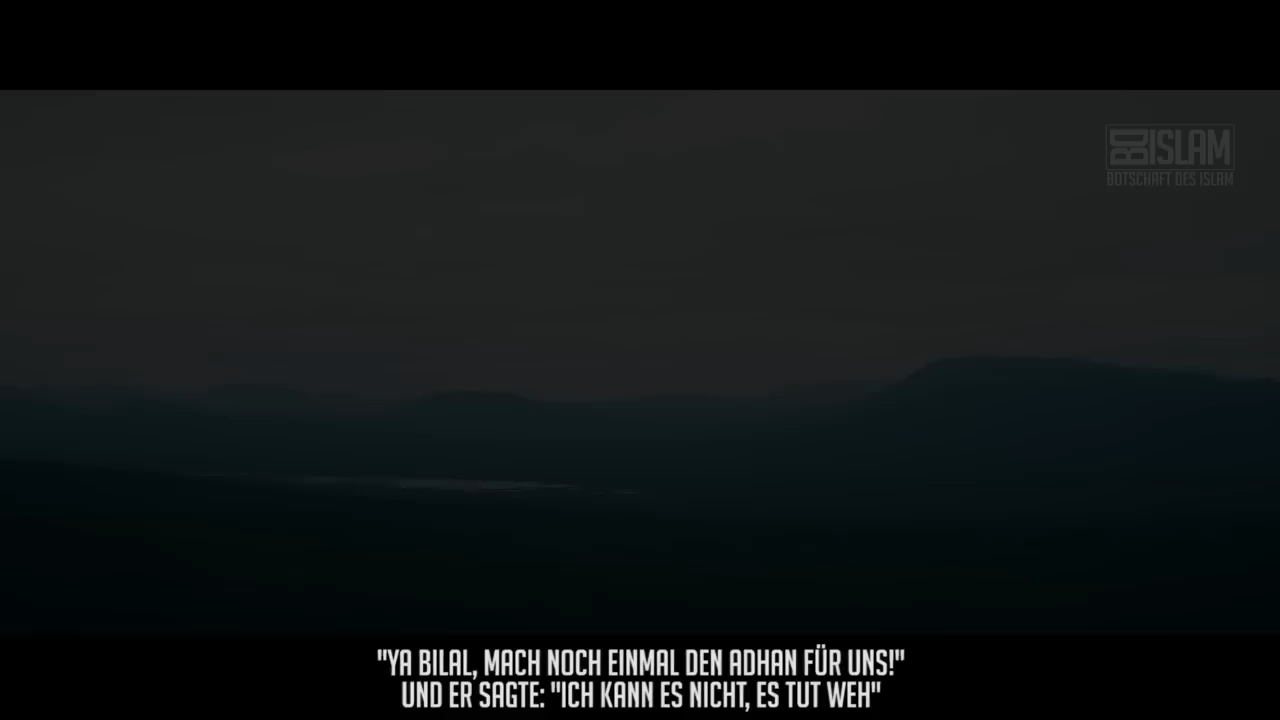 BDISLAM
BOTSCHAFT DES ISLAM
"YA BILAL, MACH NOCH EINMAL DEN ADHAN FÜR UNS!"
UND ER SAGTE: "ICH KANN ES NICHT, ES TUT WEH"